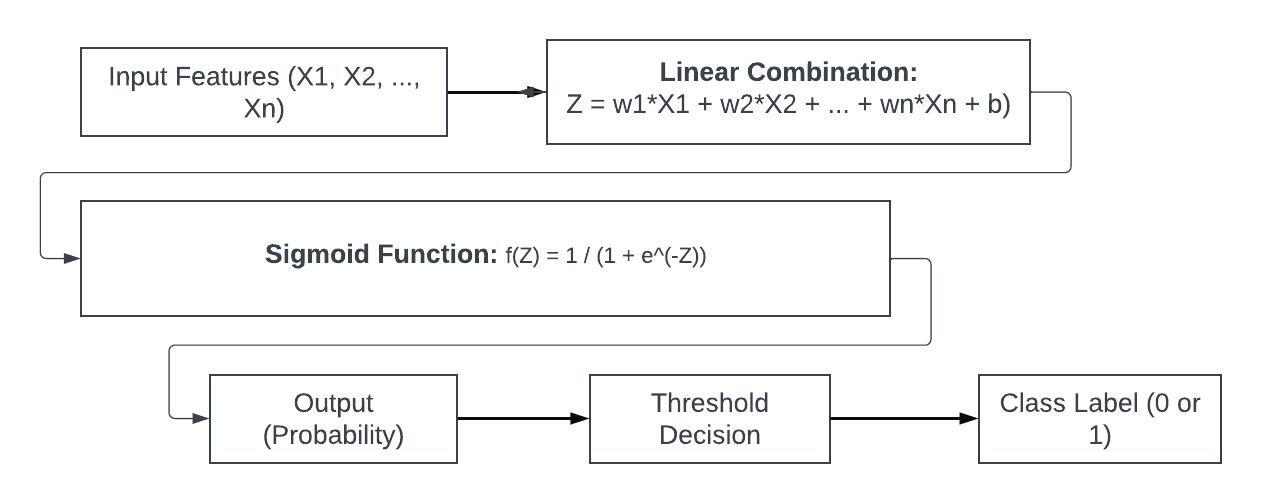 Input Features (X1, X2, ...,
Xn)
Linear Combination:
Z = w1*X1 + w2*X2 + ... + wn*Xn + b)
Sigmoid Function: f(Z) = 1 / (1 + e^(-Z))
Output
(Probability)
Threshold
Decision
Class Label (0 or
1)